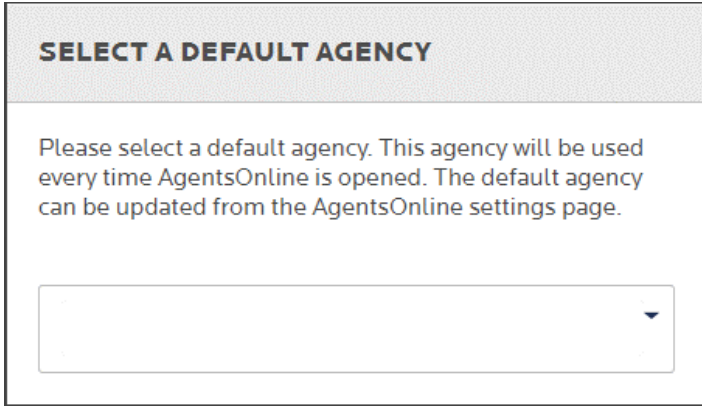 SELECT A DEFAULT AGENCY
Please select a default agency. This agency will be used
every time AgentsOnline is opened. The default agency
can be updated from the AgentsOnline settings page.